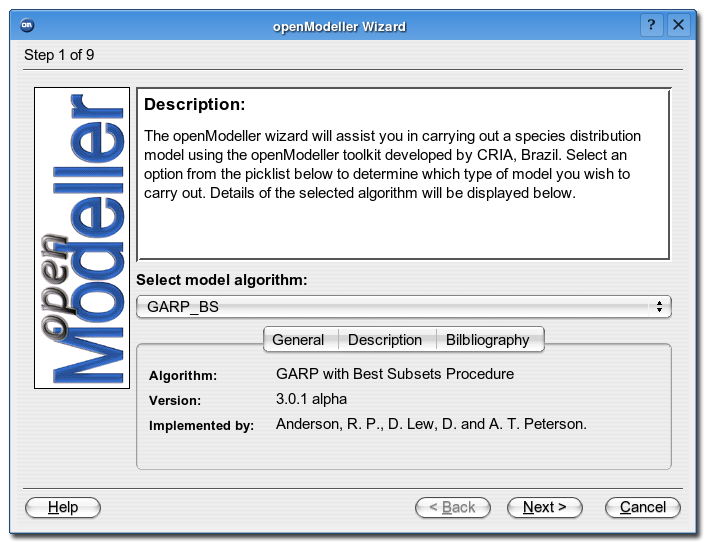 om
openModeller Wizard
? X
Step 1 of 9
open
Modeller
Description:
The openModeller wizard will assist you in carrying out a species distribution
model using the openModeller toolkit developed by CRIA, Brazil. Select an
option from the picklist below to determine which type of model you wish to
carry out. Details of the selected algorithm will be displayed below.
Select model algorithm:
GARP_BS
General Description Bilbliography
Algorithm: GARP with Best Subsets Procedure
Version: 3.0.1 alpha
Implemented by: Anderson, R. P., D. Lew, D. and A. T. Peterson.
Help < Back Next > Cancel